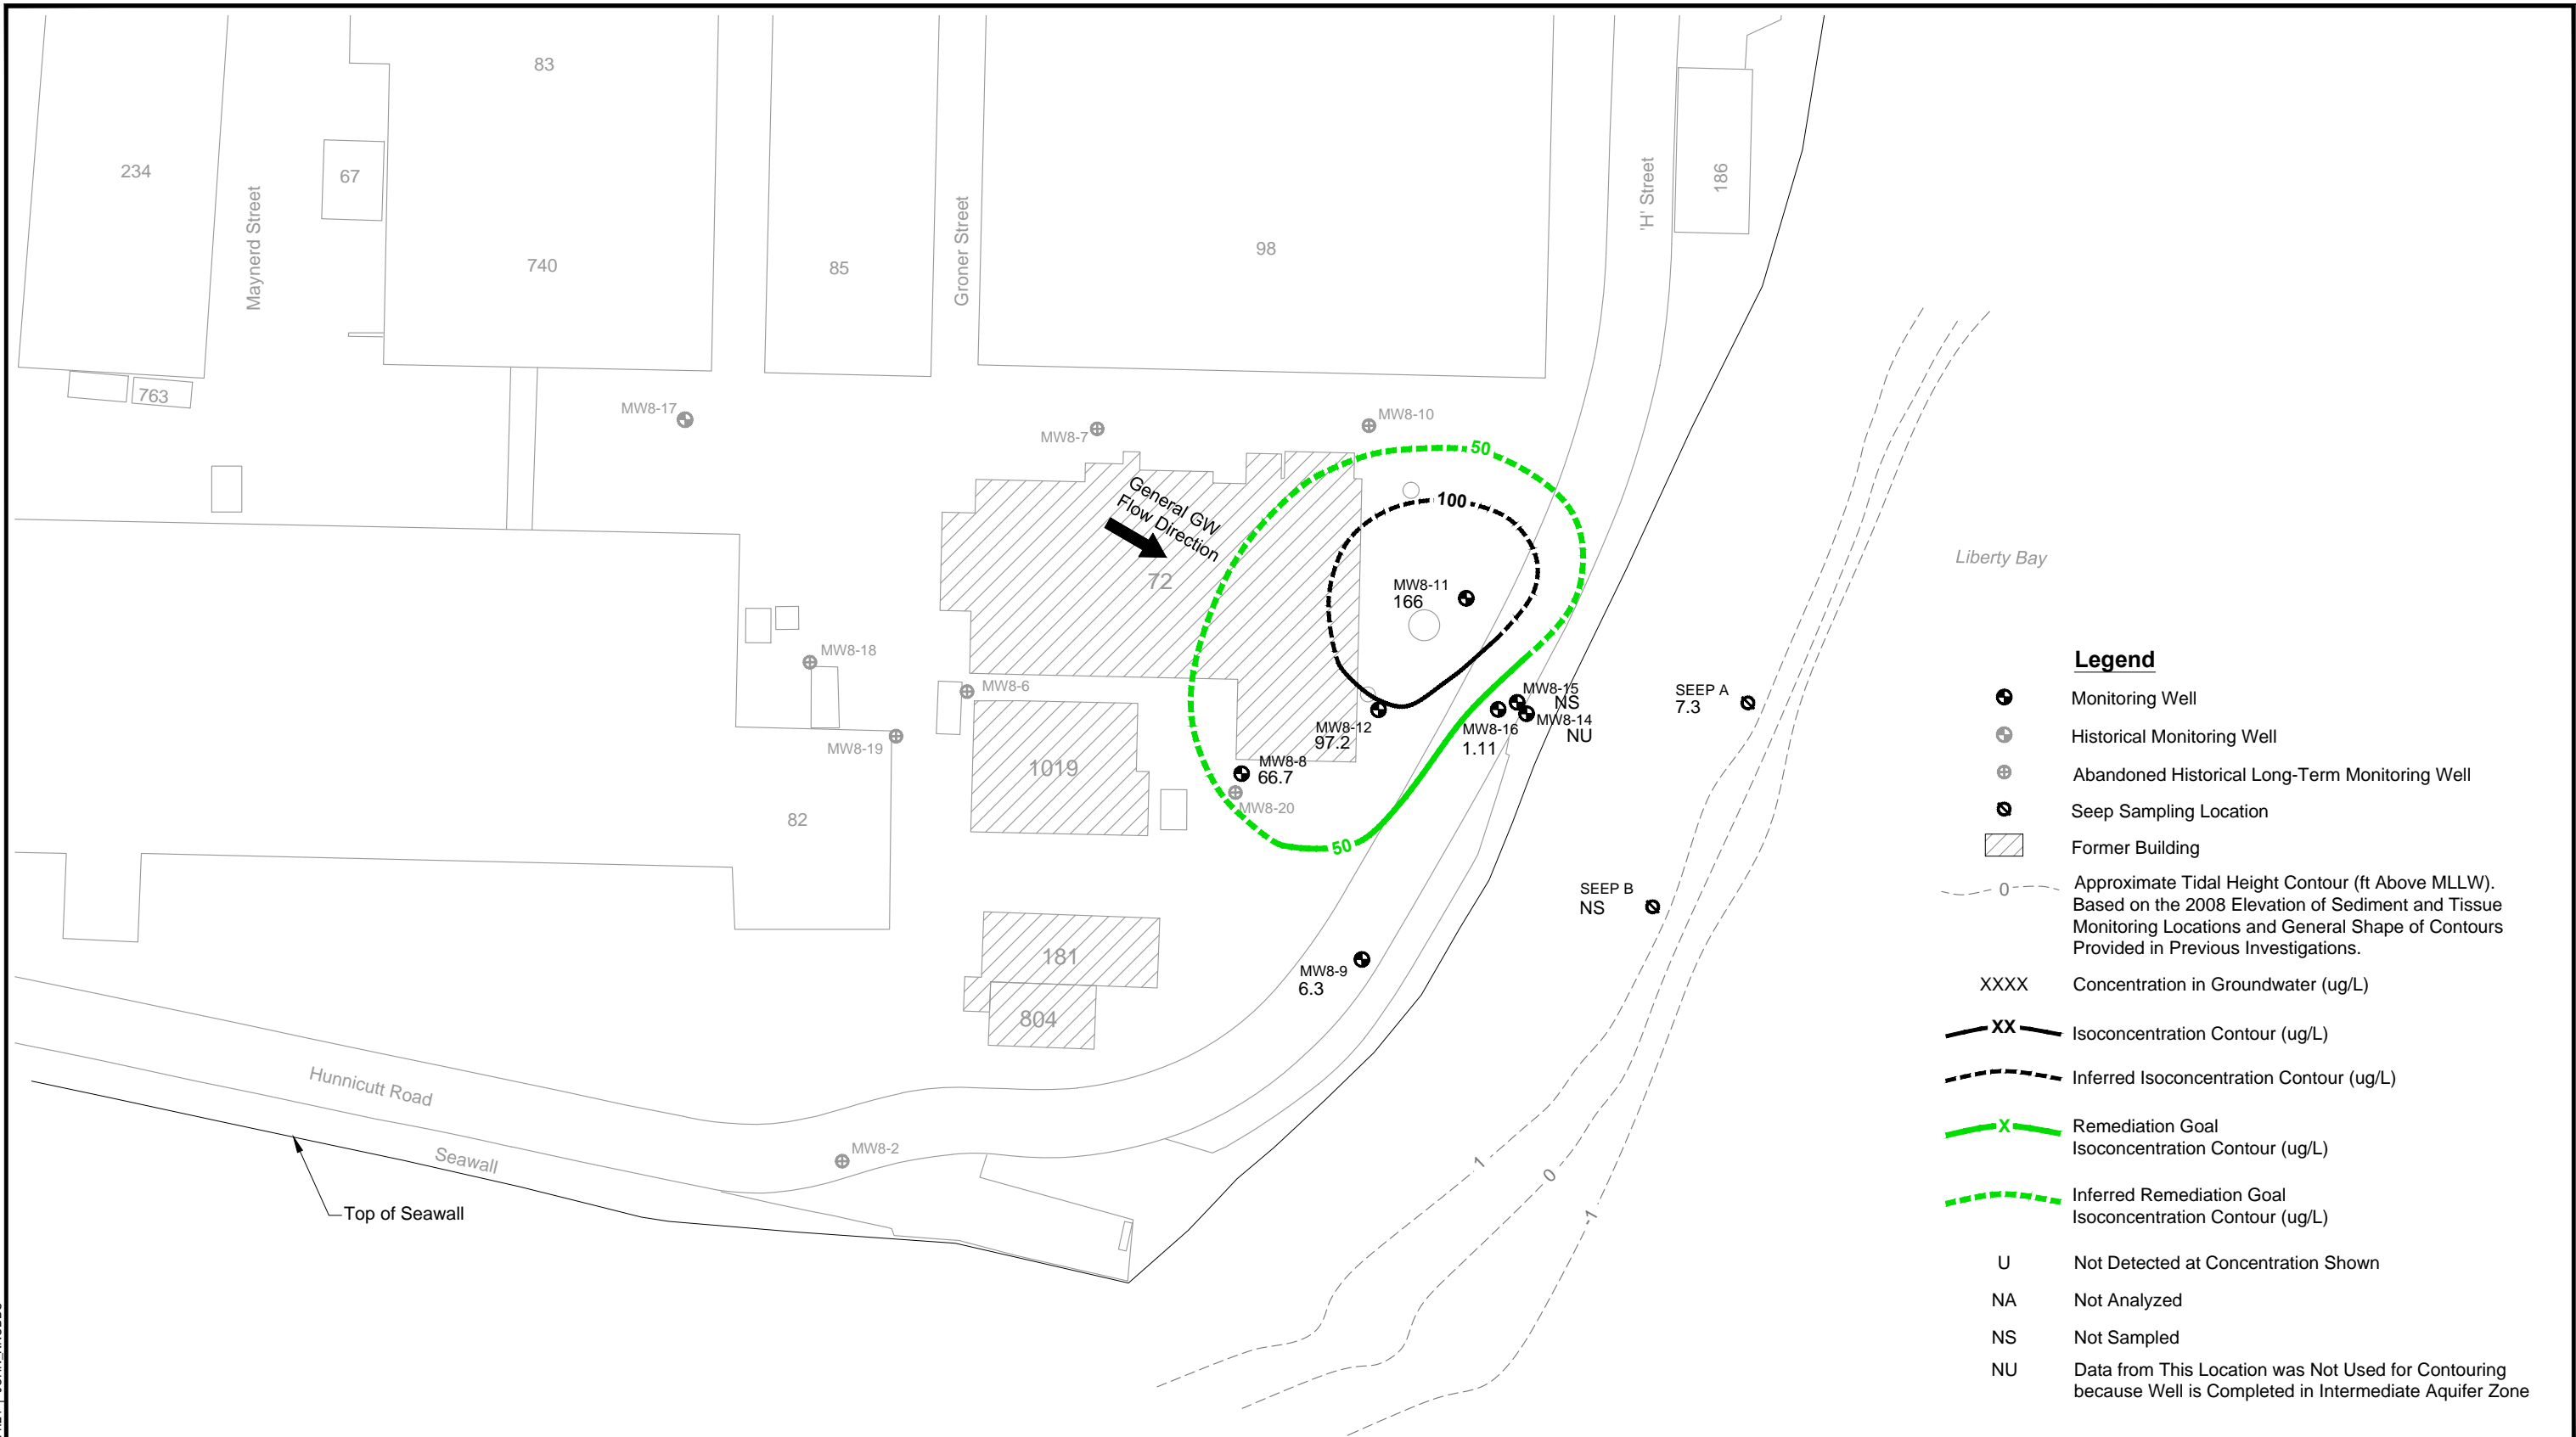 83
234
67
Maynerd Street
740
85
Groner Street
98
'H' Street
186
763
MW8-17
MW8-7
MW8-10
50
General GW
Flow Direction
72
100
MW8-11
166
Liberty Bay
MW8-18
MW8-6
MW8-19
MW8-12
97.2
MW8-15
NS
MW8-14
NU
MW8-16
1.11
SEEP A
7.3
MW8-8
66.7
MW8-20
1019
82
50
SEEP B
NS
181
804
MW8-9
6.3
Hunnicutt Road
Seawall
MW8-2
Top of Seawall
1
0
-1
Legend
Monitoring Well
Historical Monitoring Well
Abandoned Historical Long-Term Monitoring Well
Seep Sampling Location
Former Building
0
Approximate Tidal Height Contour (ft Above MLLW).
Based on the 2008 Elevation of Sediment and Tissue
Monitoring Locations and General Shape of Contours
Provided in Previous Investigations.
XXXX Concentration in Groundwater (ug/L)
XX Isoconcentration Contour (ug/L)
Inferred Isoconcentration Contour (ug/L)
X Remediation Goal
Isoconcentration Contour (ug/L)
Inferred Remediation Goal
Isoconcentration Contour (ug/L)
U Not Detected at Concentration Shown
NA Not Analyzed
NS Not Sampled
NU Data from This Location was Not Used for Contouring
because Well is Completed in Intermediate Aquifer Zone